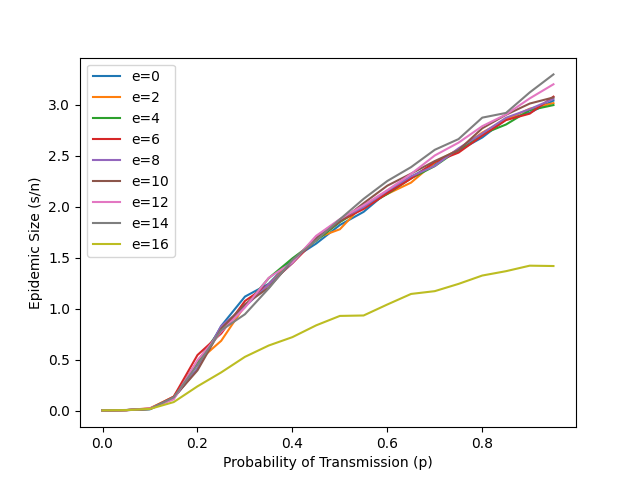 e=0
e=2
e=4
e=6
e=8
e=10
e=12
e=14
e=16
3.0
2.5
2.0
1.5
1.0
0.5
0.0
Epidemic Size (s/n)
0.0 0.2 0.4 0.6 0.8
Probability of Transmission (p)